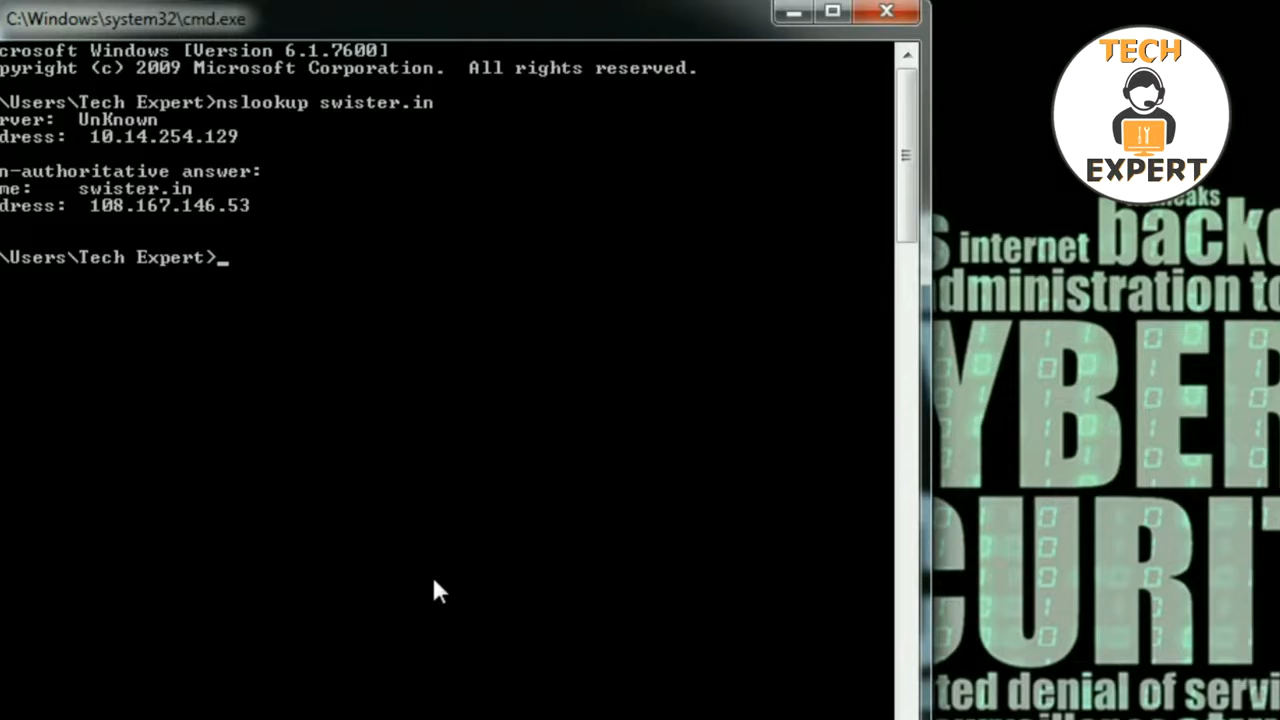 C:\Windows\system32\cmd.exe
crosoft Windows [Version 6.1.7600]
pyright (c) 2009 Microsoft Corporation.  All rights reserved.
\Users\Tech Expert>nslookup swister.in
rver:  UnKnown
dress:  10.14.254.129
n-authoritative answer:
me:    swister.in
dress:  108.167.146.53
\Users\Tech Expert>_
TECH
EXPERT
eaks
s internet backd
dministration to
YBER
CURIT
ted denial of servi